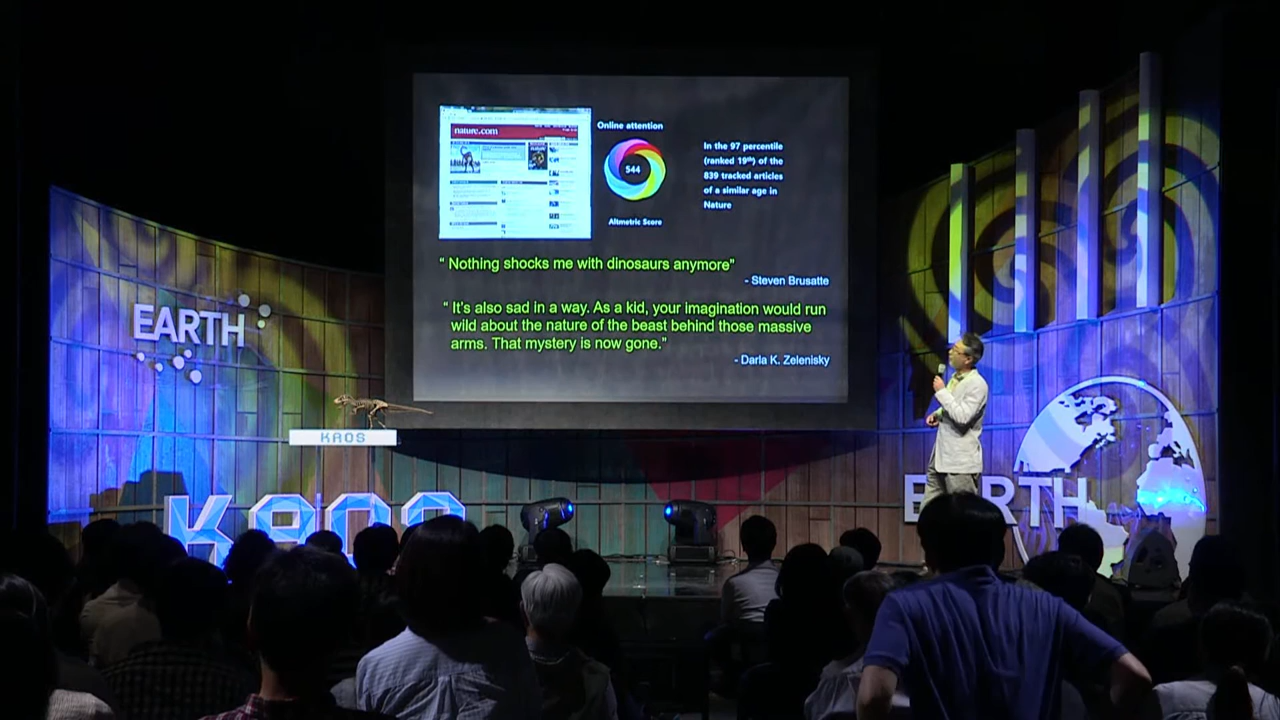 nature.com
Online attention
544
Altmetric Score
In the 97 percentile
(ranked 19th) of the
839 tracked articles
of a similar age in
Nature
“ Nothing shocks me with dinosaurs anymore”
- Steven Brusatte
“ It’s also sad in a way. As a kid, your imagination would run
wild about the nature of the beast behind those massive
arms. That mystery is now gone.”
- Darla K. Zelenisky
EARTH
KAOS
KAOS
EARTH